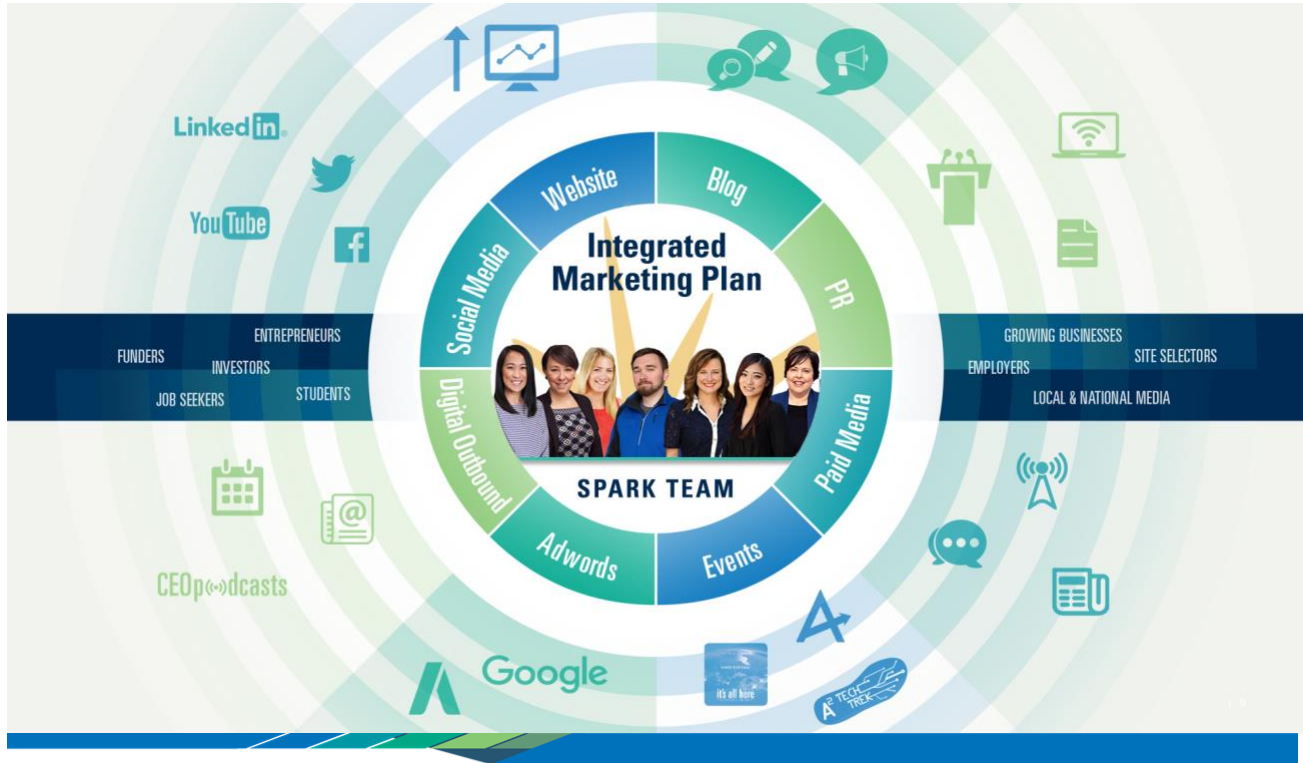 Linked in
You Tube
Website
Blog
Social Media
PR
Integrated
Marketing Plan
ENTREPRENEURS
FUNDERS
INVESTORS
JOB SEEKERS
STUDENTS
GROWING BUSINESSES
SITE SELECTORS
EMPLOYERS
LOCAL & NATIONAL MEDIA
Digital Outbound
Paid Media
SPARK TEAM
Adwords
Events
@
CEOpodcasts
Google
it's all here
A² TECH
TREK